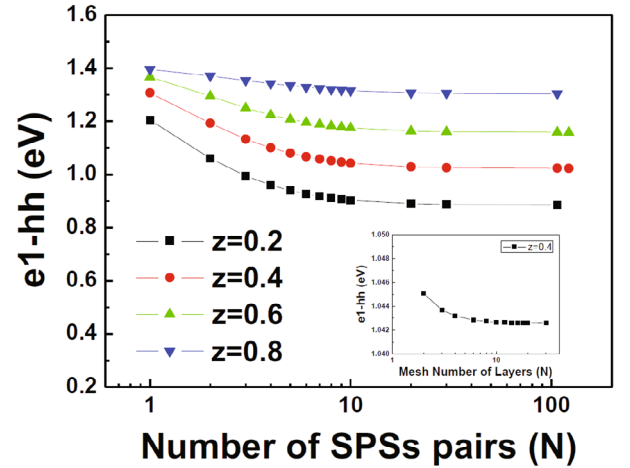 1.6
1.4
1.2
1.0
0.8
0.6
0.4
0.2
e1-hh (eV)
z=0.2
z=0.4
z=0.6
z=0.8
1
10
100
Number of SPSs pairs (N)
1.050
1.048
1.046
1.044
1.042
1.040
e1-hh (eV)
z=0.4
1
10
Mesh Number of Layers (N)